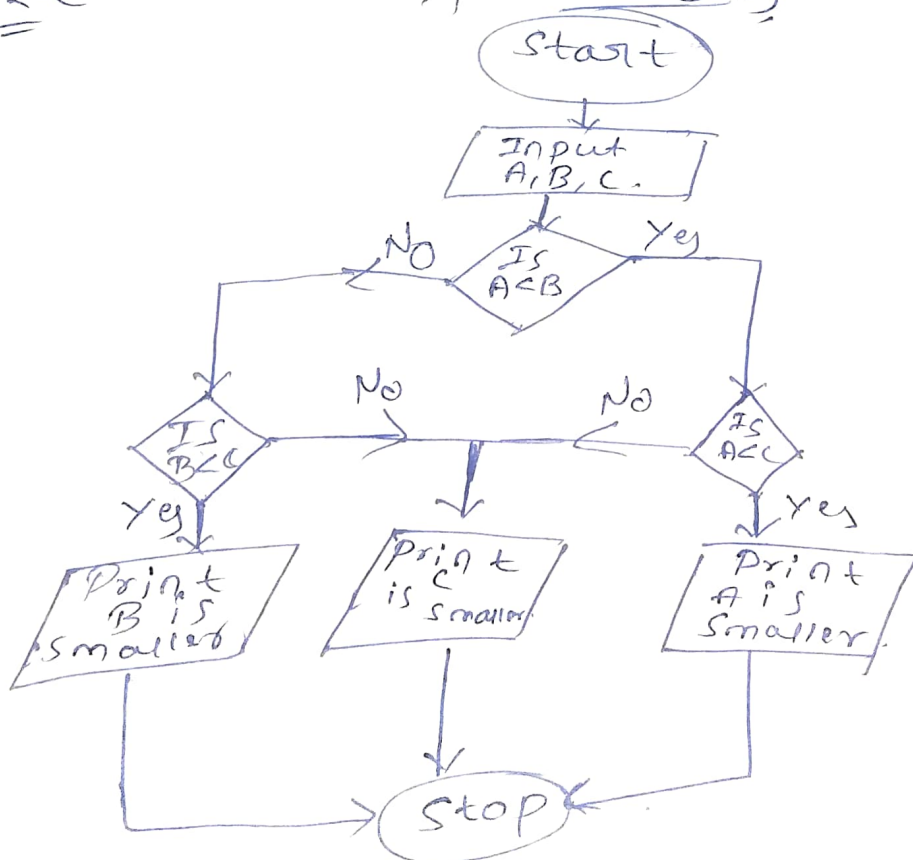 Start
Input
A, B, C.
No
Yes
Is
A<B
No
No
Is
B<C
Is
A<C
Yes
Yes
Print
B is
smaller
Print
is C
smaller
Print
A is
Smaller
Stop